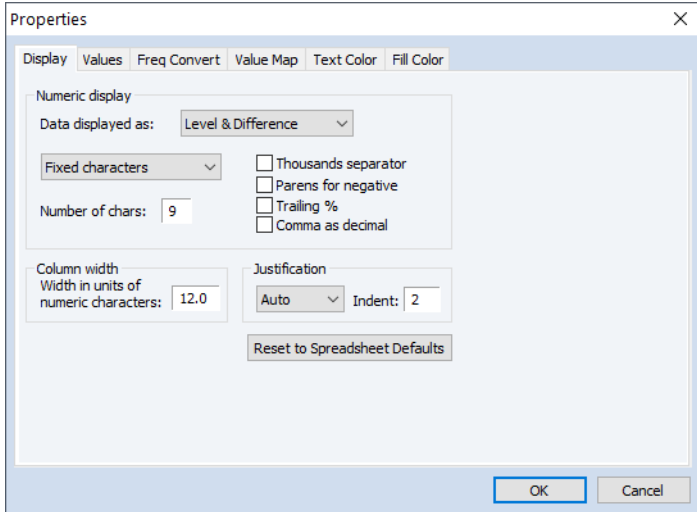 Properties
Display Values Freq Convert Value Map Text Color Fill Color
Numeric display
Data displayed as: Level & Difference
Fixed characters
Thousands separator
Parens for negative
Number of chars: 9
Trailing %
Comma as decimal
Column width
Width in units of
numeric characters: 12.0
Justification
Auto Indent: 2
Reset to Spreadsheet Defaults
OK Cancel